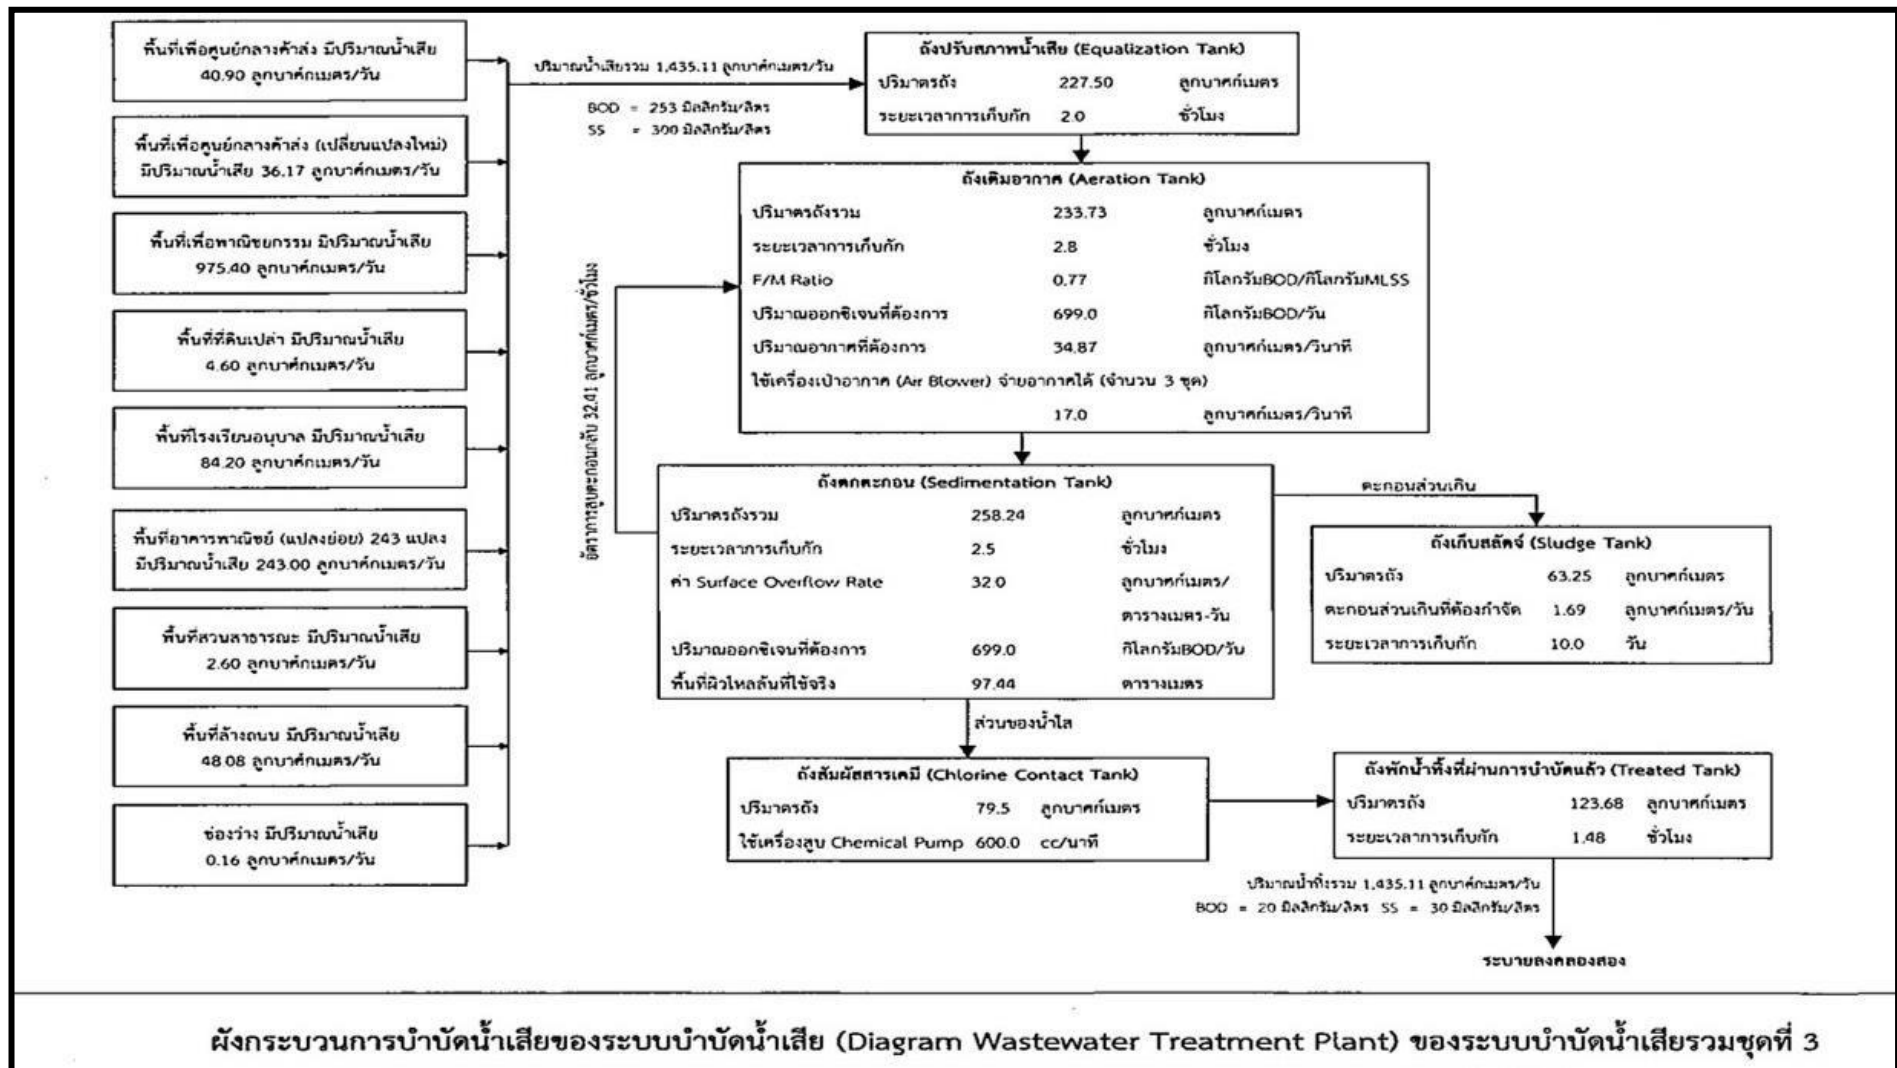 พื้นที่เพื่อศูนย์กลางค้าส่ง มีปริมาณน้ำเสีย
40.90 ลูกบาศก์เมตร/วัน
พื้นที่เพื่อศูนย์กลางค้าส่ง (เปลี่ยนแปลงใหม่)
มีปริมาณน้ำเสีย 36.17 ลูกบาศก์เมตร/วัน
พื้นที่เพื่อพาณิชยกรรม มีปริมาณน้ำเสีย
975.40 ลูกบาศก์เมตร/วัน
พื้นที่ที่ดินเปล่า มีปริมาณน้ำเสีย
4.60 ลูกบาศก์เมตร/วัน
พื้นที่โรงเรียนอนุบาล มีปริมาณน้ำเสีย
84.20 ลูกบาศก์เมตร/วัน
พื้นที่อาคารพาณิชย์ (แปลงย่อย) 243 แปลง
มีปริมาณน้ำเสีย 243.00 ลูกบาศก์เมตร/วัน
พื้นที่สวนสาธารณะ มีปริมาณน้ำเสีย
2.60 ลูกบาศก์เมตร/วัน
พื้นที่ล้างถนน มีปริมาณน้ำเสีย
48.08 ลูกบาศก์เมตร/วัน
ช่องว่าง มีปริมาณน้ำเสีย
0.16 ลูกบาศก์เมตร/วัน
ปริมาณน้ำเสียรวม 1,435.11 ลูกบาศก์เมตร/วัน
BOD = 253 มิลลิกรัม/ลิตร
SS = 300 มิลลิกรัม/ลิตร
ถังปรับสภาพน้ำเสีย (Equalization Tank)
ปริมาตรถัง 227.50 ลูกบาศก์เมตร
ระยะเวลาการเก็บกัก 2.0 ชั่วโมง
ถังเติมอากาศ (Aeration Tank)
ปริมาตรถังรวม 233.73 ลูกบาศก์เมตร
ระยะเวลาการเก็บกัก 2.8 ชั่วโมง
F/M Ratio 0.77 กิโลกรัมBOD/กิโลกรัมMLSS
ปริมาณออกซิเจนที่ต้องการ 699.0 กิโลกรัมBOD/วัน
ปริมาณอากาศที่ต้องการ 34.87 ลูกบาศก์เมตร/วินาที
ใช้เครื่องเป่าอากาศ (Air Blower) จ่ายอากาศได้ (จำนวน 3 ชุด)
17.0 ลูกบาศก์เมตร/วินาที
อัตราการสูบตะกอนกลับ 32.41 ลูกบาศก์เมตร/ชั่วโมง
ถังตกตะกอน (Sedimentation Tank)
ปริมาตรถังรวม 258.24 ลูกบาศก์เมตร
ระยะเวลาการเก็บกัก 2.5 ชั่วโมง
ค่า Surface Overflow Rate 32.0 ลูกบาศก์เมตร/
ตารางเมตร-วัน
ปริมาณออกซิเจนที่ต้องการ 699.0 กิโลกรัมBOD/วัน
พื้นที่ผิวไหลล้นที่ใช้จริง 97.44 ตารางเมตร
ตะกอนส่วนเกิน
ถังเก็บสลัดจ์ (Sludge Tank)
ปริมาตรถัง 63.25 ลูกบาศก์เมตร
ตะกอนส่วนเกินที่ต้องกำจัด 1.69 ลูกบาศก์เมตร/วัน
ระยะเวลาการเก็บกัก 10.0 วัน
ส่วนของน้ำใส
ถังสัมผัสสารเคมี (Chlorine Contact Tank)
ปริมาตรถัง 79.5 ลูกบาศก์เมตร
ใช้เครื่องสูบ Chemical Pump 600.0 cc/นาที
ถังพักน้ำทิ้งที่ผ่านการบำบัดแล้ว (Treated Tank)
ปริมาตรถัง 123.68 ลูกบาศก์เมตร
ระยะเวลาการเก็บกัก 1.48 ชั่วโมง
ปริมาณน้ำทิ้งรวม 1,435.11 ลูกบาศก์เมตร/วัน
BOD = 20 มิลลิกรัม/ลิตร SS = 30 มิลลิกรัม/ลิตร
ระบายลงคลองสอง
ผังกระบวนการบำบัดน้ำเสียของระบบบำบัดน้ำเสีย (Diagram Wastewater Treatment Plant) ของระบบบำบัดน้ำเสียรวมชุดที่ 3